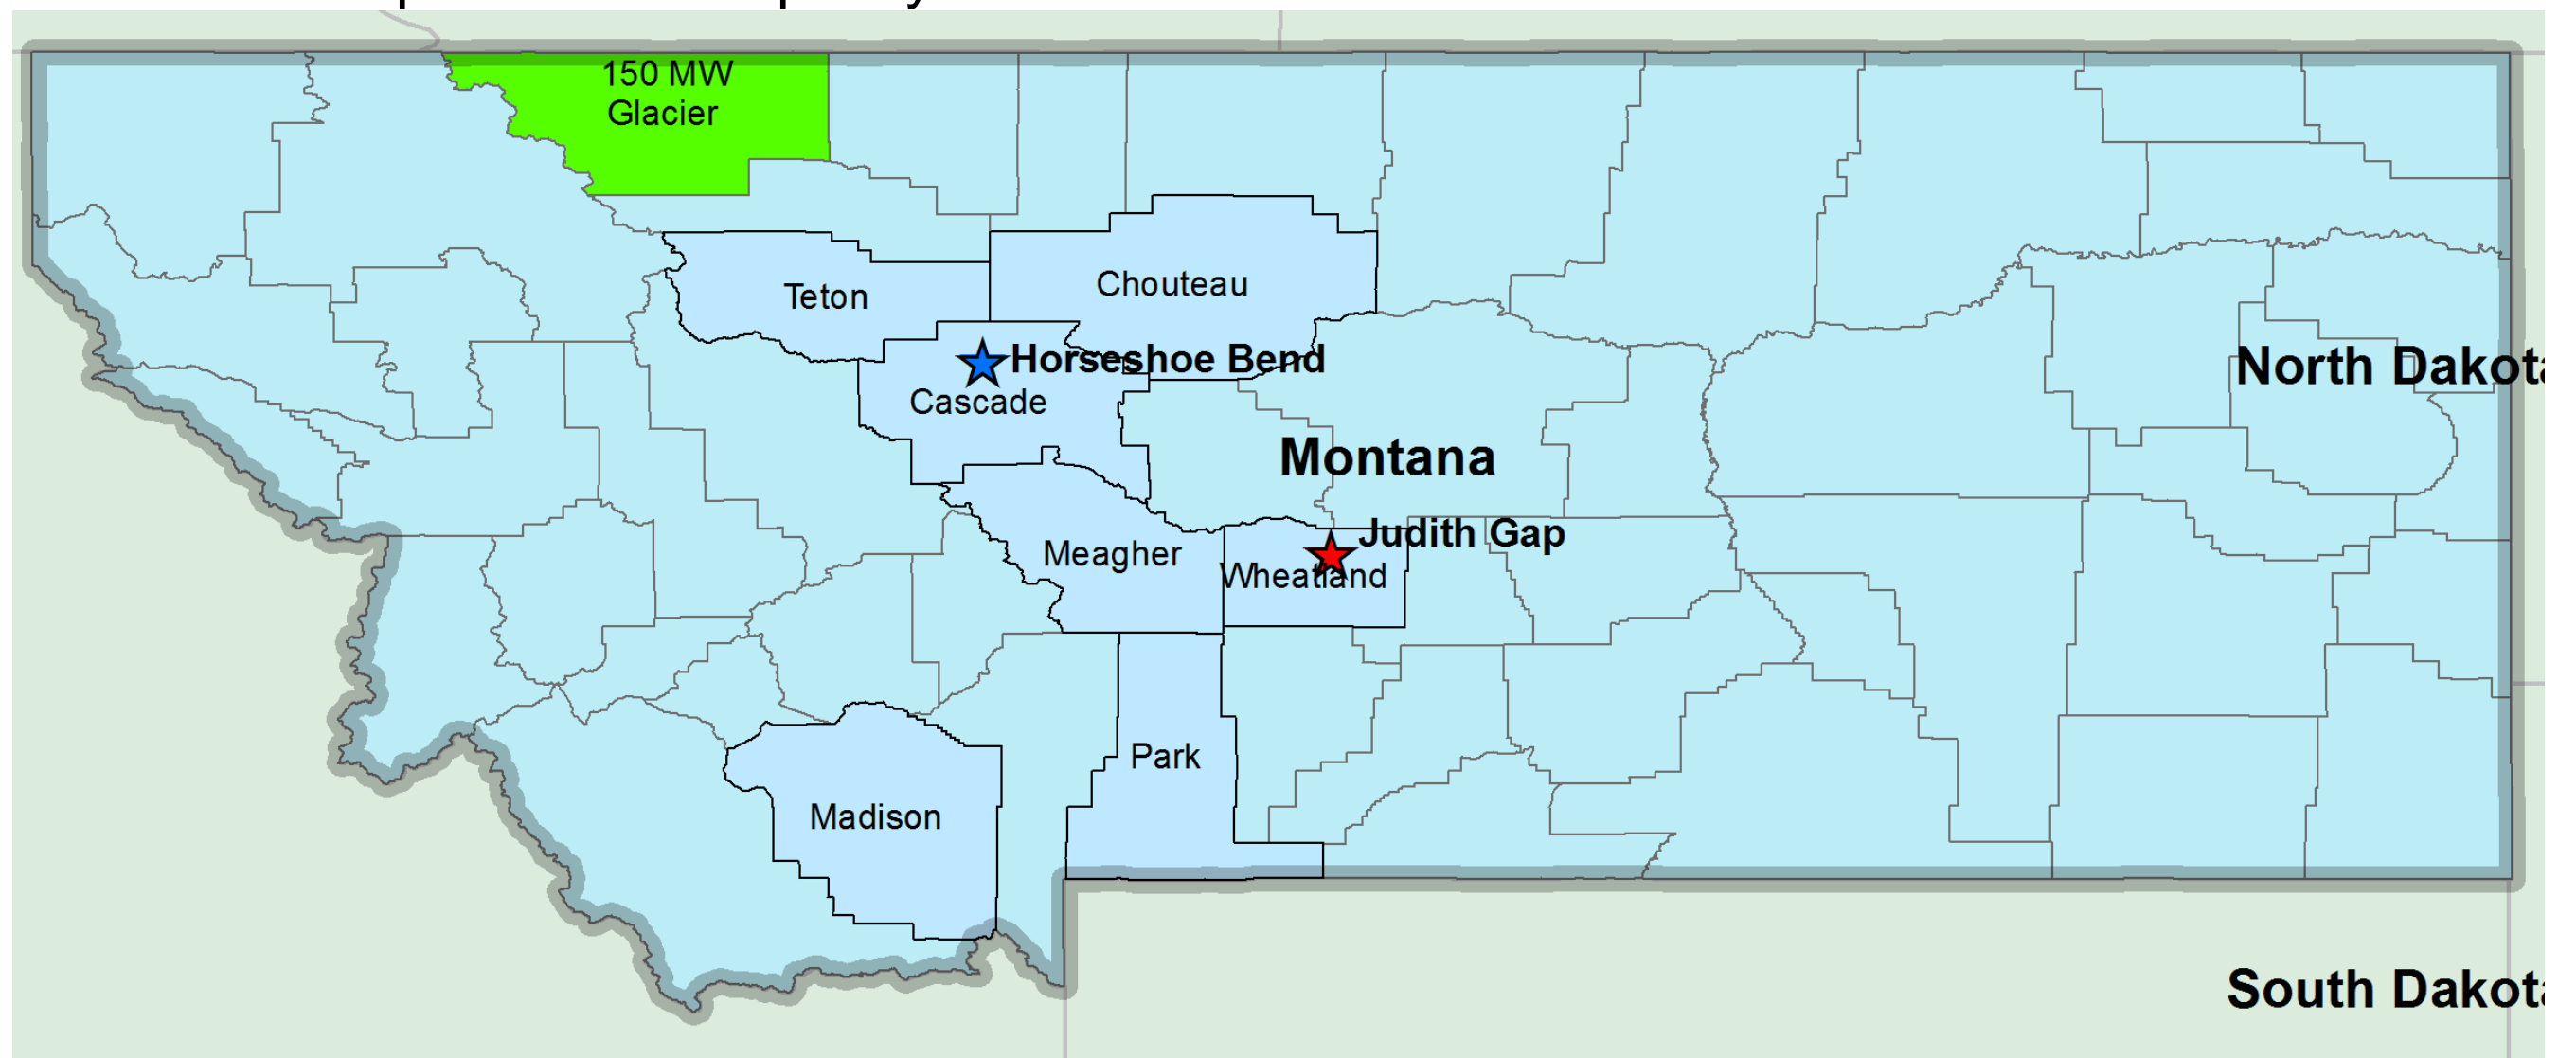 150 MW
Glacier
Teton
Chouteau
Horseshoe Bend
Cascade
North Dakota
Montana
Judith Gap
Meagher
Wheatland
Park
Madison
South Dakota